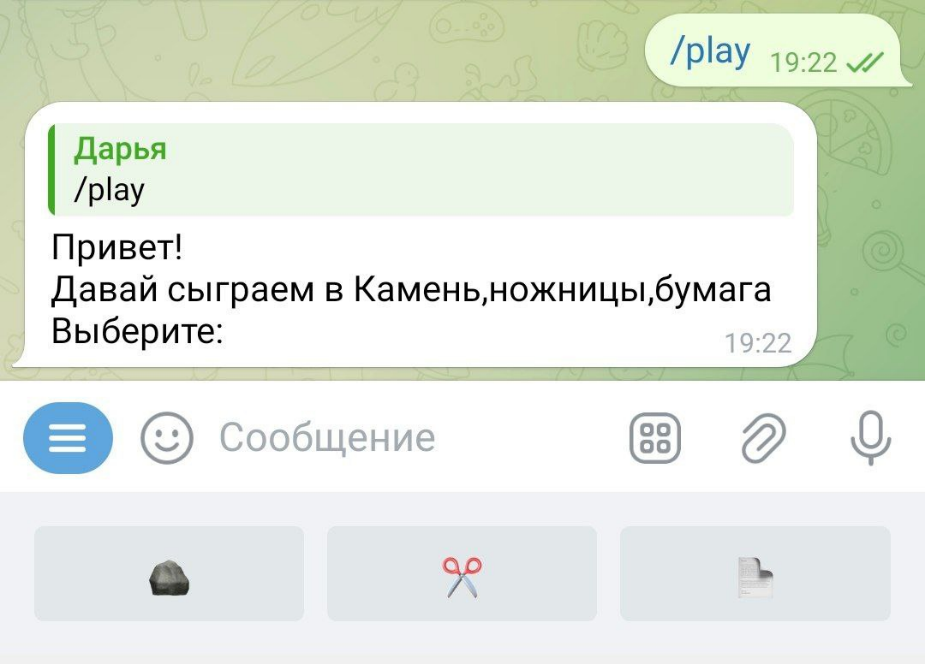 /play 19:22
Дарья
/play
Привет!
Давай сыграем в Камень,ножницы,бумага
Выберите:
19:22
Сообщение